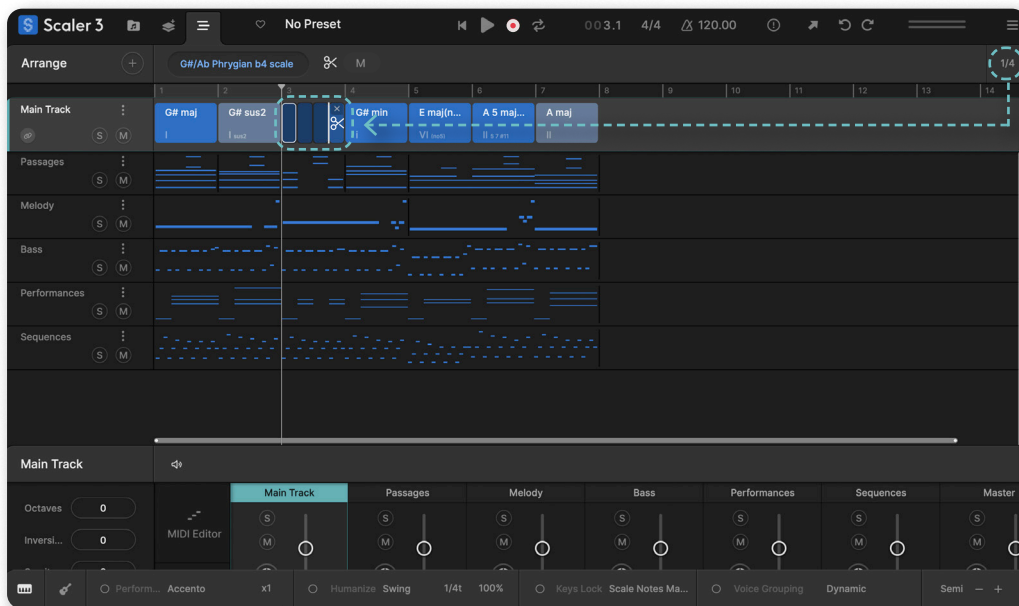 Scaler 3
No Preset
003.1
4/4
120.00
Arrange
G#/Ab Phrygian b4 scale
M
1/4
1 2 3 4 5 6 7 8 9 10 11 12 13 14
Main Track
S M
G# maj
I
G# sus2
I sus2
G# min
i
E maj(n...
VI (no5)
A 5 maj...
II 5 7 #11
A maj
II
Passages
S M
Melody
S M
Bass
S M
Performances
S M
Sequences
S M
Main Track
Octaves 0
Inversi... 0
MIDI Editor
Main Track Passages Melody Bass Performances Sequences Master
S S S S S S S
M M M M M M M
Perform... Accento x1 Humanize Swing 1/4t 100% Keys Lock Scale Notes Ma... Voice Grouping Dynamic Semi − +